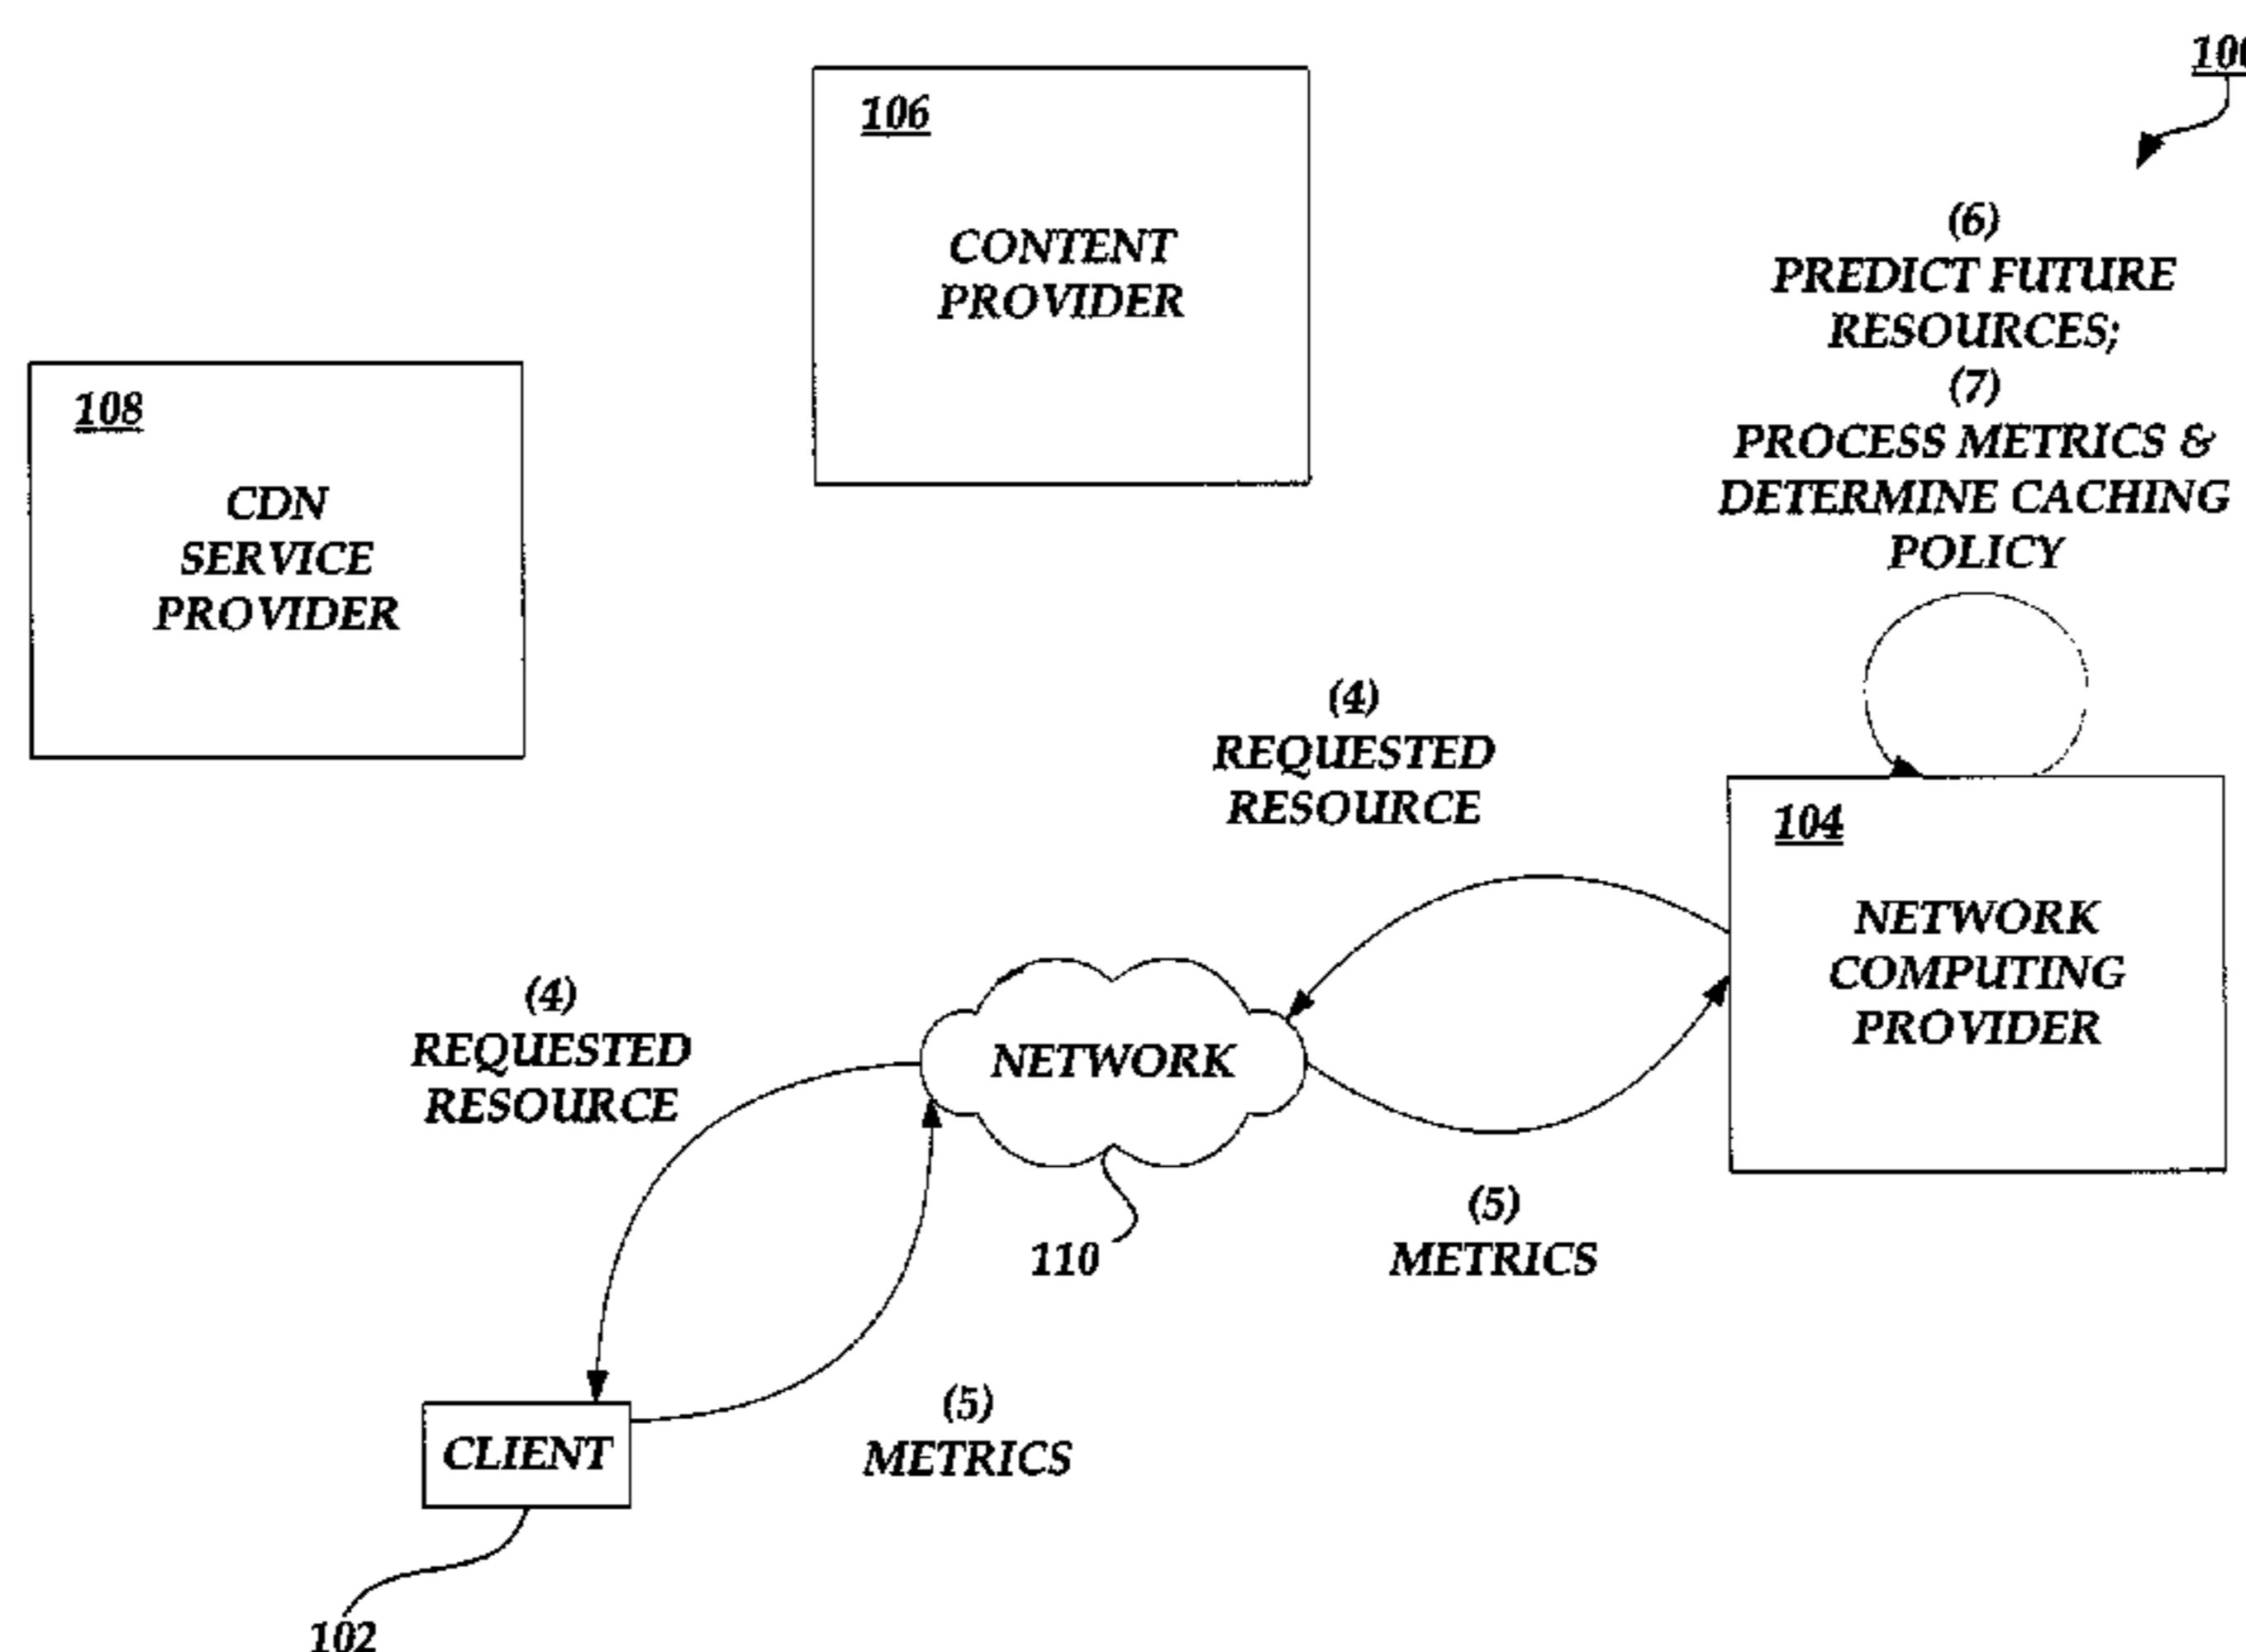 100
106
CONTENT
PROVIDER
(6)
PREDICT FUTURE
RESOURCES;
(7)
PROCESS METRICS &
DETERMINE CACHING
POLICY
108
CDN
SERVICE
PROVIDER
(4)
REQUESTED
RESOURCE
104
NETWORK
COMPUTING
PROVIDER
(4)
REQUESTED
RESOURCE
NETWORK
110
(5)
METRICS
(5)
METRICS
CLIENT
102